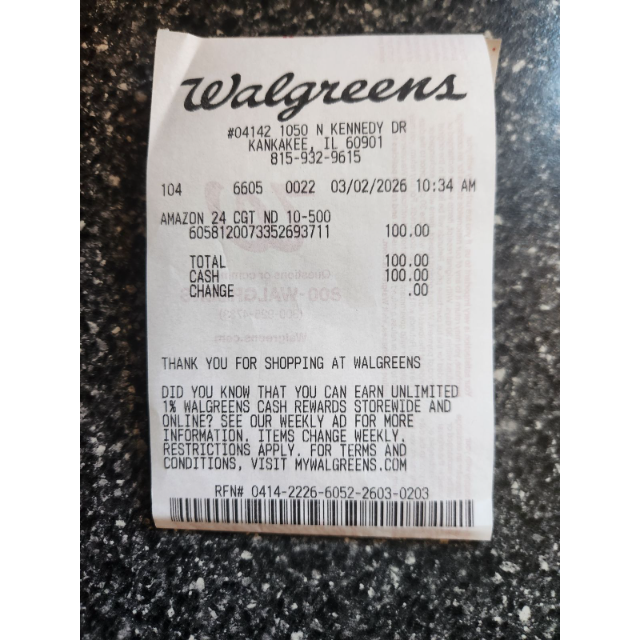 Walgreens
#04142 1050 N KENNEDY DR
KANKAKEE, IL 60901
815-932-9615
104 6605 0022 03/02/2026 10:34 AM
AMAZON 24 CGT ND 10-500
6058120073352693711 100.00
TOTAL 100.00
CASH 100.00
CHANGE .00
THANK YOU FOR SHOPPING AT WALGREENS
DID YOU KNOW THAT YOU CAN EARN UNLIMITED
1% WALGREENS CASH REWARDS STOREWIDE AND
ONLINE? SEE OUR WEEKLY AD FOR MORE
INFORMATION. ITEMS CHANGE WEEKLY.
RESTRICTIONS APPLY. FOR TERMS AND
CONDITIONS, VISIT MYWALGREENS.COM
RFN# 0414-2226-6052-2603-0203